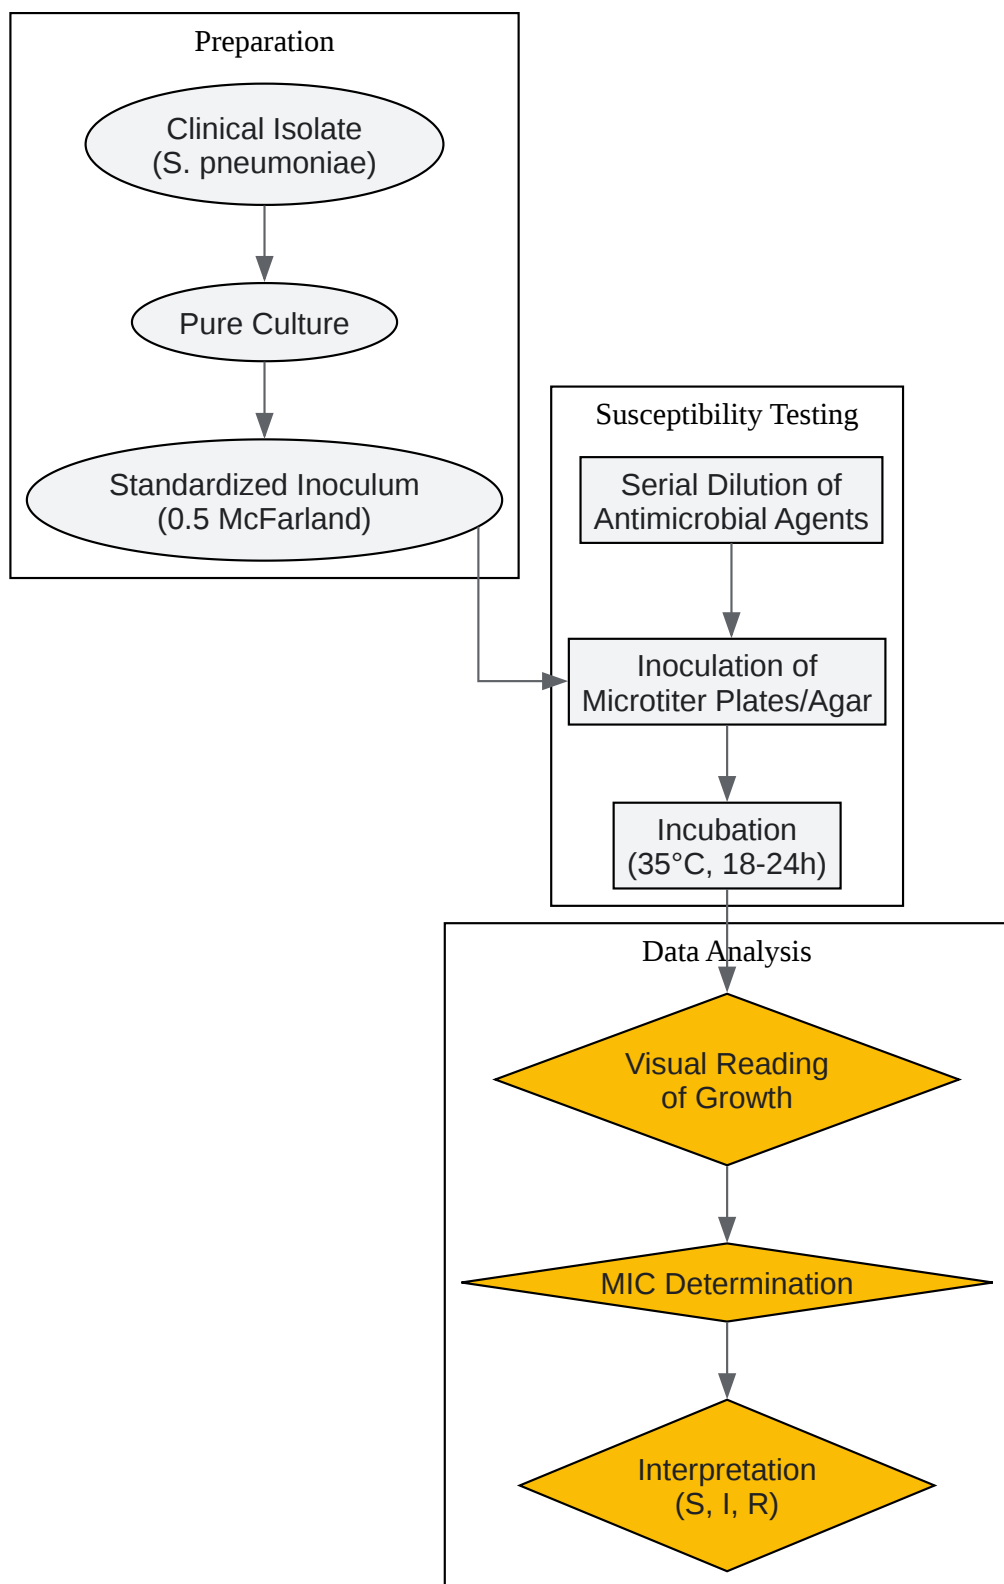 Preparation
Clinical Isolate
(S. pneumoniae)
Pure Culture
Standardized Inoculum
(0.5 McFarland)
Susceptibility Testing
Serial Dilution of
Antimicrobial Agents
Inoculation of
Microtiter Plates/Agar
Incubation
(35°C, 18-24h)
Data Analysis
Visual Reading
of Growth
MIC Determination
Interpretation
(S, I, R)